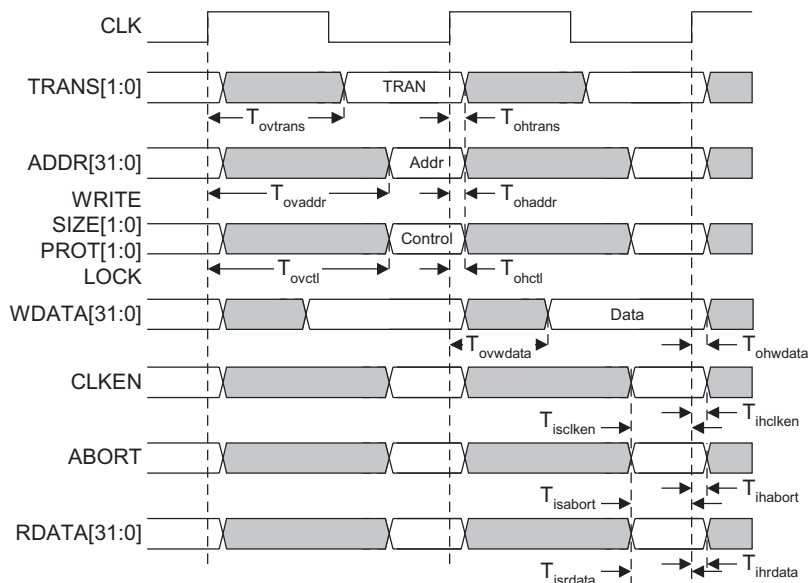 CLK
TRANS[1:0]
TRAN
Tovtrans
Tohtrans
ADDR[31:0]
Addr
Tovaddr
Tohaddr
WRITE
SIZE[1:0]
PROT[1:0]
LOCK
Control
Tovctl
Tohctl
WDATA[31:0]
Data
Tovwdata
Tohwdata
CLKEN
Tisclken
Tihclken
ABORT
Tisabort
Tihabort
RDATA[31:0]
Tisrdata
Tihrdata